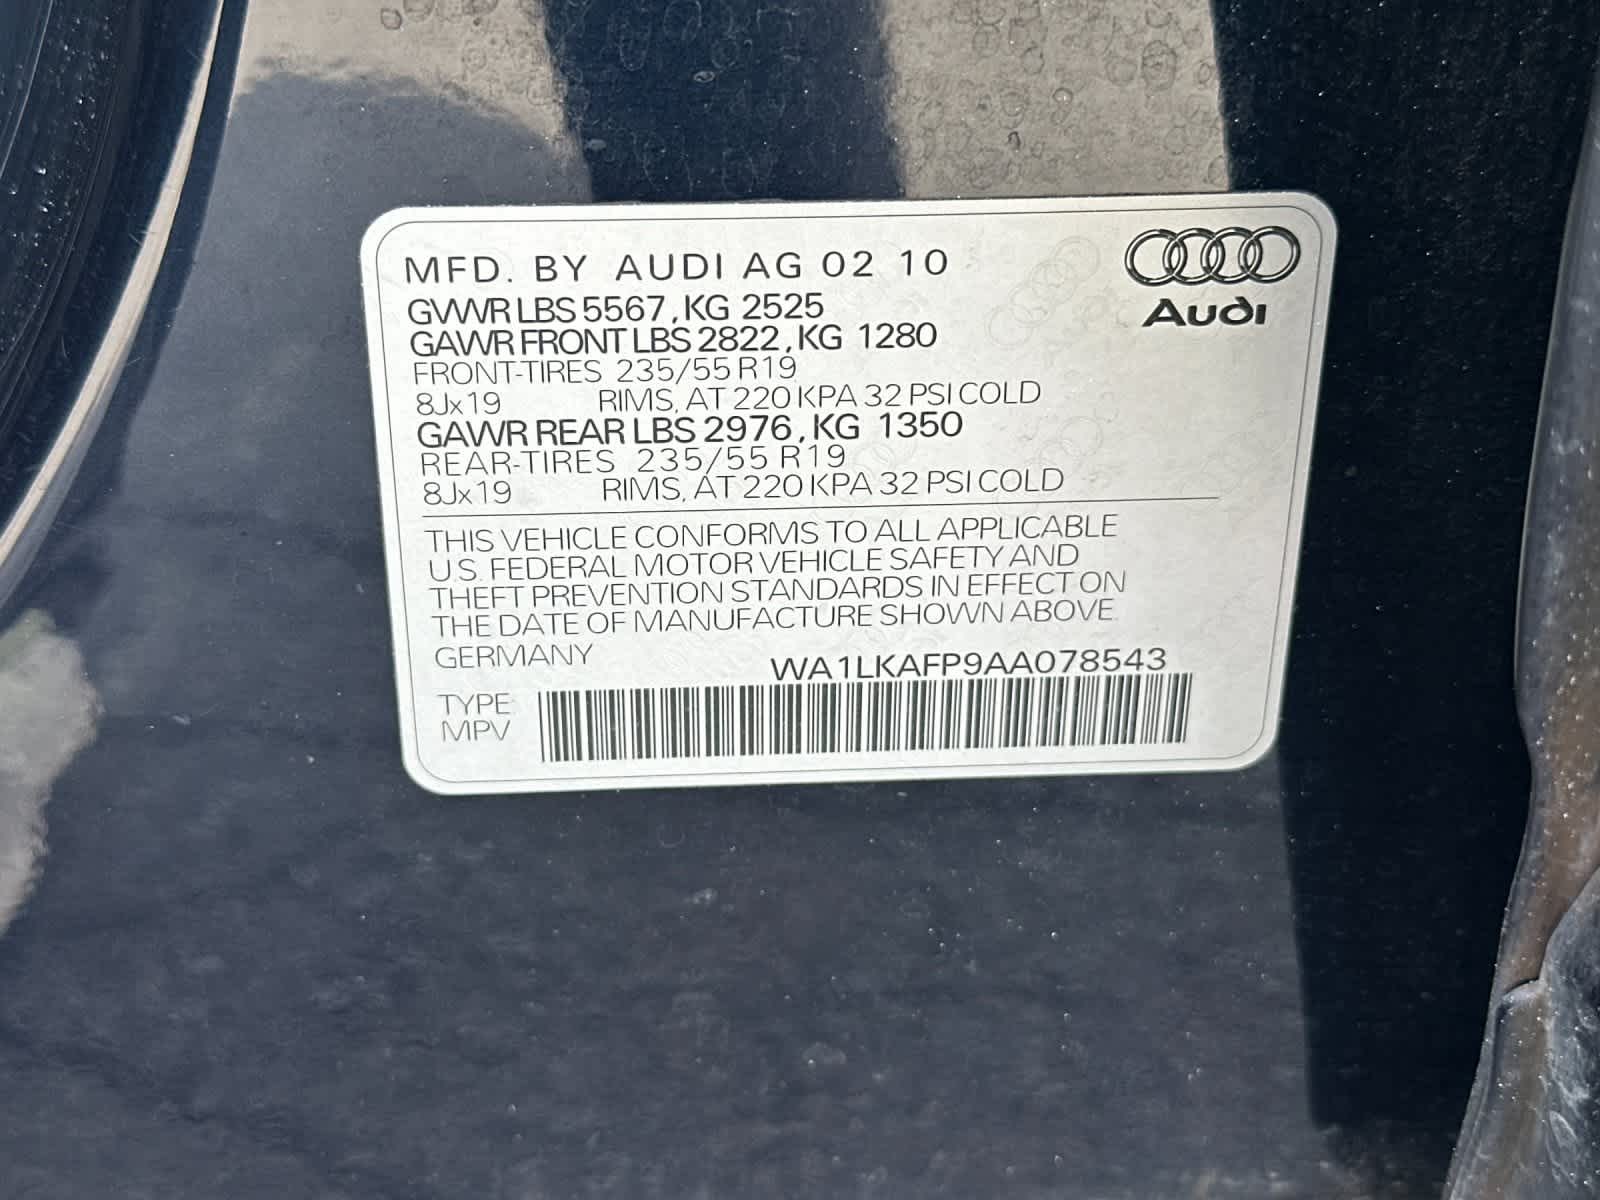 MFD. BY AUDI AG 02 10
Audi
GVWR LBS 5567, KG 2525
GAWR FRONT LBS 2822, KG 1280
FRONT-TIRES 235/55 R19
8Jx19 RIMS, AT 220 KPA 32 PSI COLD
GAWR REAR LBS 2976, KG 1350
REAR-TIRES 235/55 R19
8Jx19 RIMS, AT 220 KPA 32 PSI COLD
THIS VEHICLE CONFORMS TO ALL APPLICABLE
U.S. FEDERAL MOTOR VEHICLE SAFETY AND
THEFT PREVENTION STANDARDS IN EFFECT ON
THE DATE OF MANUFACTURE SHOWN ABOVE.
GERMANY WA1LKAFP9AA078543
TYPE:
MPV